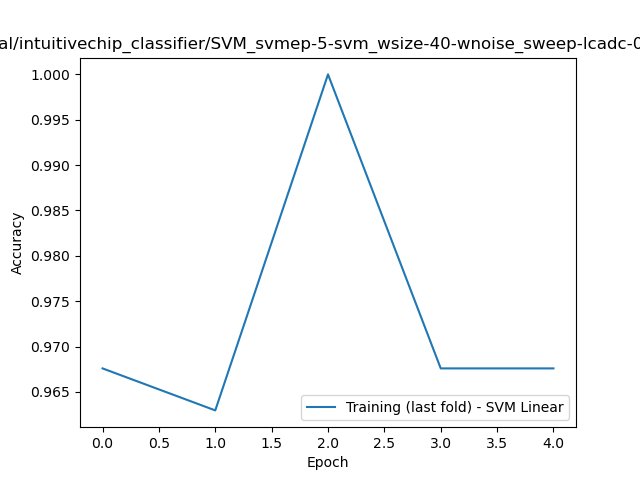 al/intuitivechip_classifier/SVM_svmep-5-svm_wsize-40-wnoise_sweep-lcadc-0
1.000
0.995
0.990
0.985
0.980
0.975
0.970
0.965
Accuracy
Training (last fold) - SVM Linear
0.0 0.5 1.0 1.5 2.0 2.5 3.0 3.5 4.0
Epoch